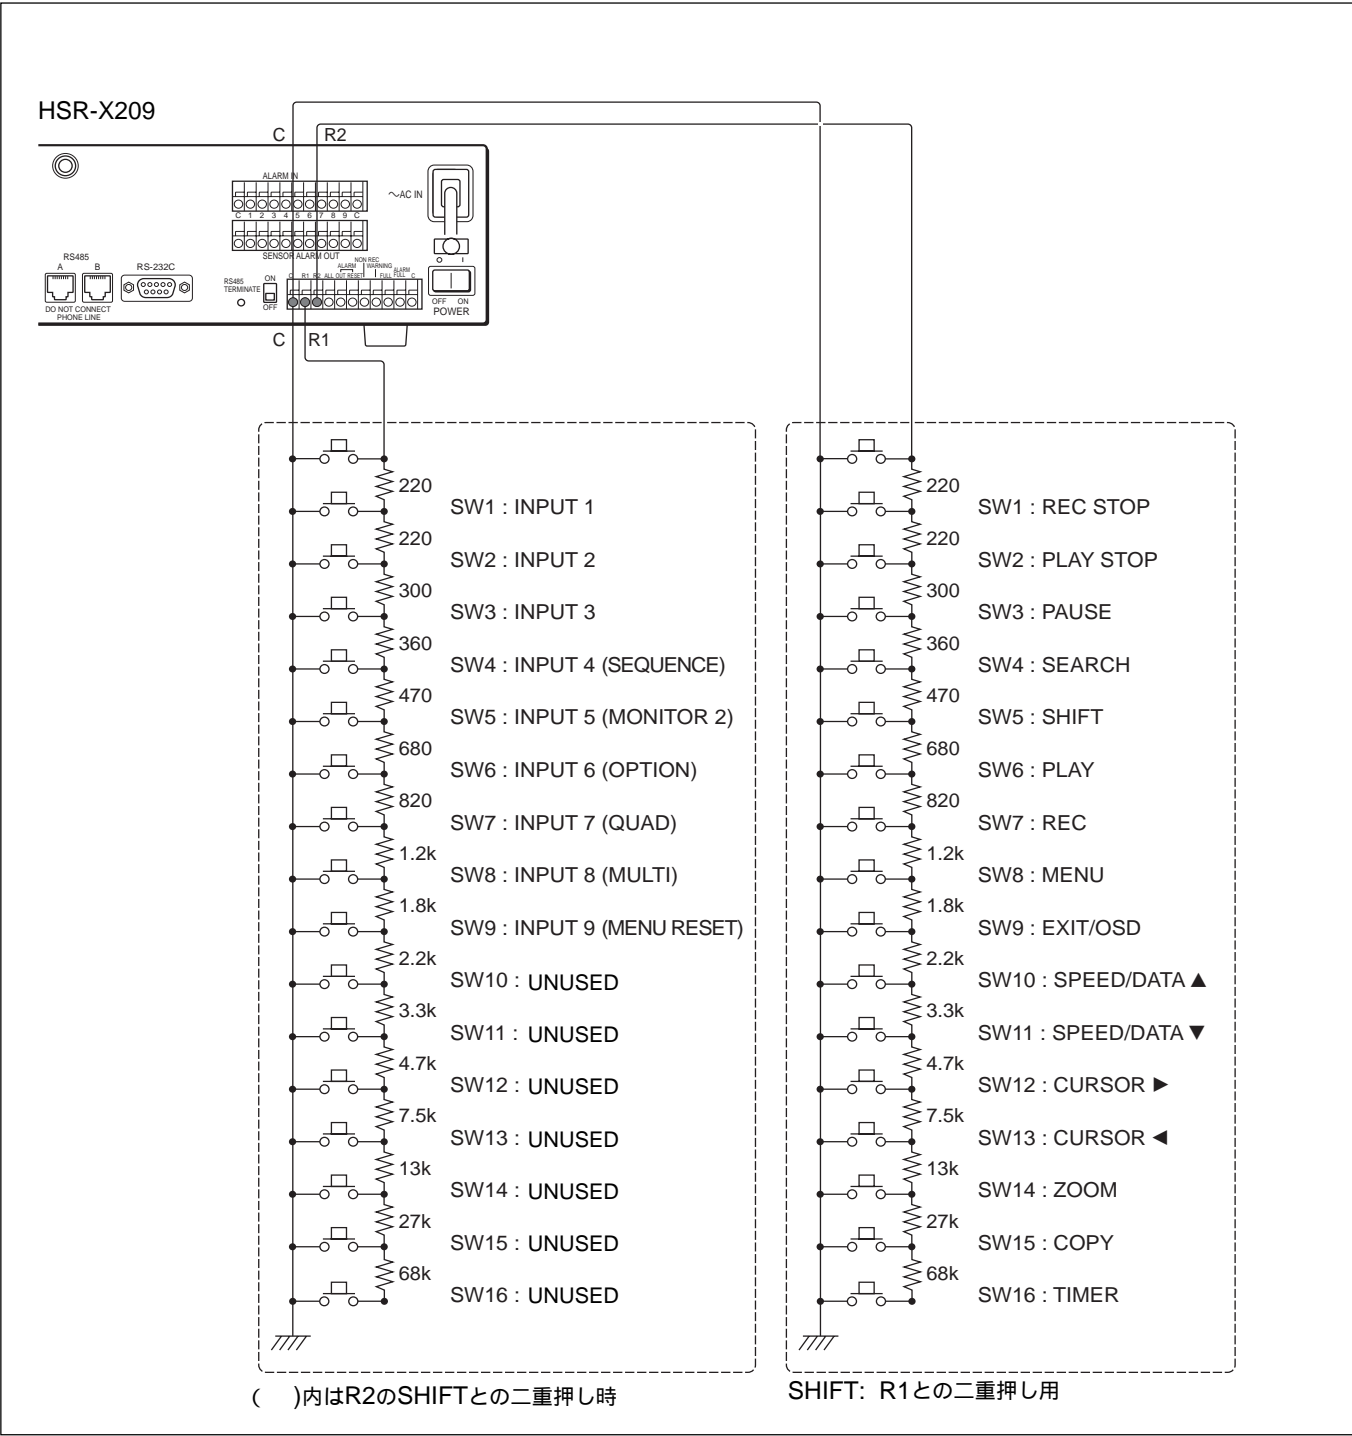 HSR-X209
C R2
ALARM IN
C 1 2 3 4 5 6 7 8 9 C
SENSOR ALARM OUT
〜AC IN
RS485
A B
DO NOT CONNECT
PHONE LINE
RS-232C
RS485
TERMINATE
ON
OFF
NON REC
ALARM WARNING ALARM
C R1 R2 ALL OUT RESET FULL FULL C
OFF ON
POWER
C R1
220
SW1 : INPUT 1
220
SW2 : INPUT 2
300
SW3 : INPUT 3
360
SW4 : INPUT 4 (SEQUENCE)
470
SW5 : INPUT 5 (MONITOR 2)
680
SW6 : INPUT 6 (OPTION)
820
SW7 : INPUT 7 (QUAD)
1.2k
SW8 : INPUT 8 (MULTI)
1.8k
SW9 : INPUT 9 (MENU RESET)
2.2k
SW10 : UNUSED
3.3k
SW11 : UNUSED
4.7k
SW12 : UNUSED
7.5k
SW13 : UNUSED
13k
SW14 : UNUSED
27k
SW15 : UNUSED
68k
SW16 : UNUSED
( )内はR2のSHIFTとの二重押し時
220
SW1 : REC STOP
220
SW2 : PLAY STOP
300
SW3 : PAUSE
360
SW4 : SEARCH
470
SW5 : SHIFT
680
SW6 : PLAY
820
SW7 : REC
1.2k
SW8 : MENU
1.8k
SW9 : EXIT/OSD
2.2k
SW10 : SPEED/DATA ▲
3.3k
SW11 : SPEED/DATA ▼
4.7k
SW12 : CURSOR ►
7.5k
SW13 : CURSOR ◄
13k
SW14 : ZOOM
27k
SW15 : COPY
68k
SW16 : TIMER
SHIFT: R1との二重押し用